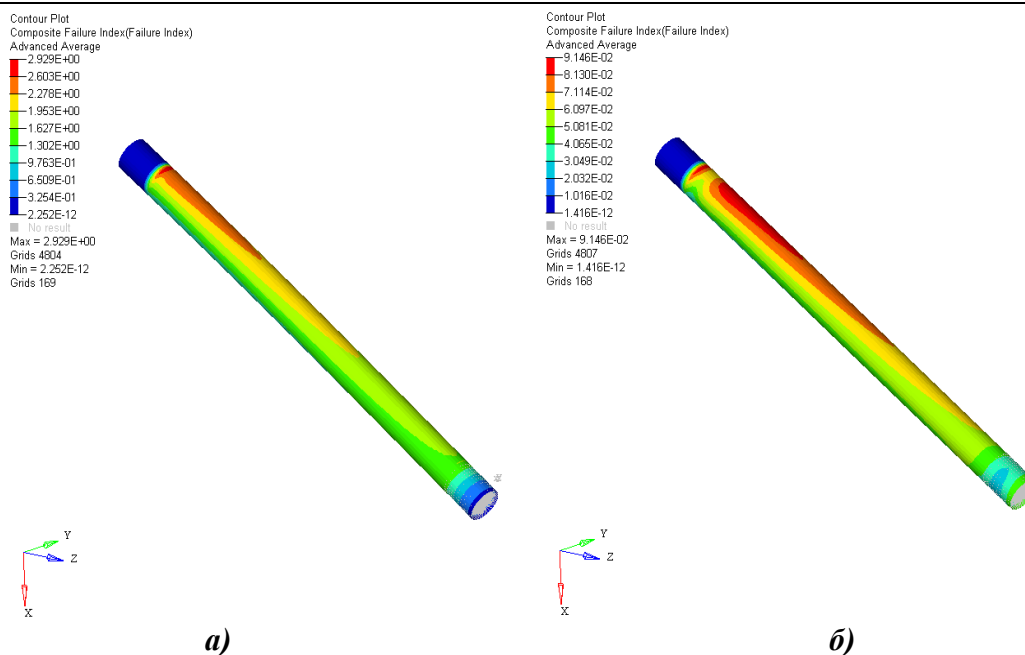 Contour Plot
Composite Failure Index(Failure Index)
Advanced Average
2.929E+00
2.603E+00
2.278E+00
1.953E+00
1.627E+00
1.302E+00
9.763E-01
6.509E-01
3.254E-01
2.252E-12
No result
Max = 2.929E+00
Grids 4804
Min = 2.252E-12
Grids 169
Y
Z
X
а)
Contour Plot
Composite Failure Index(Failure Index)
Advanced Average
9.146E-02
8.130E-02
7.114E-02
6.097E-02
5.081E-02
4.065E-02
3.049E-02
2.032E-02
1.016E-02
1.416E-12
No result
Max = 9.146E-02
Grids 4807
Min = 1.416E-12
Grids 168
Y
Z
X
б)